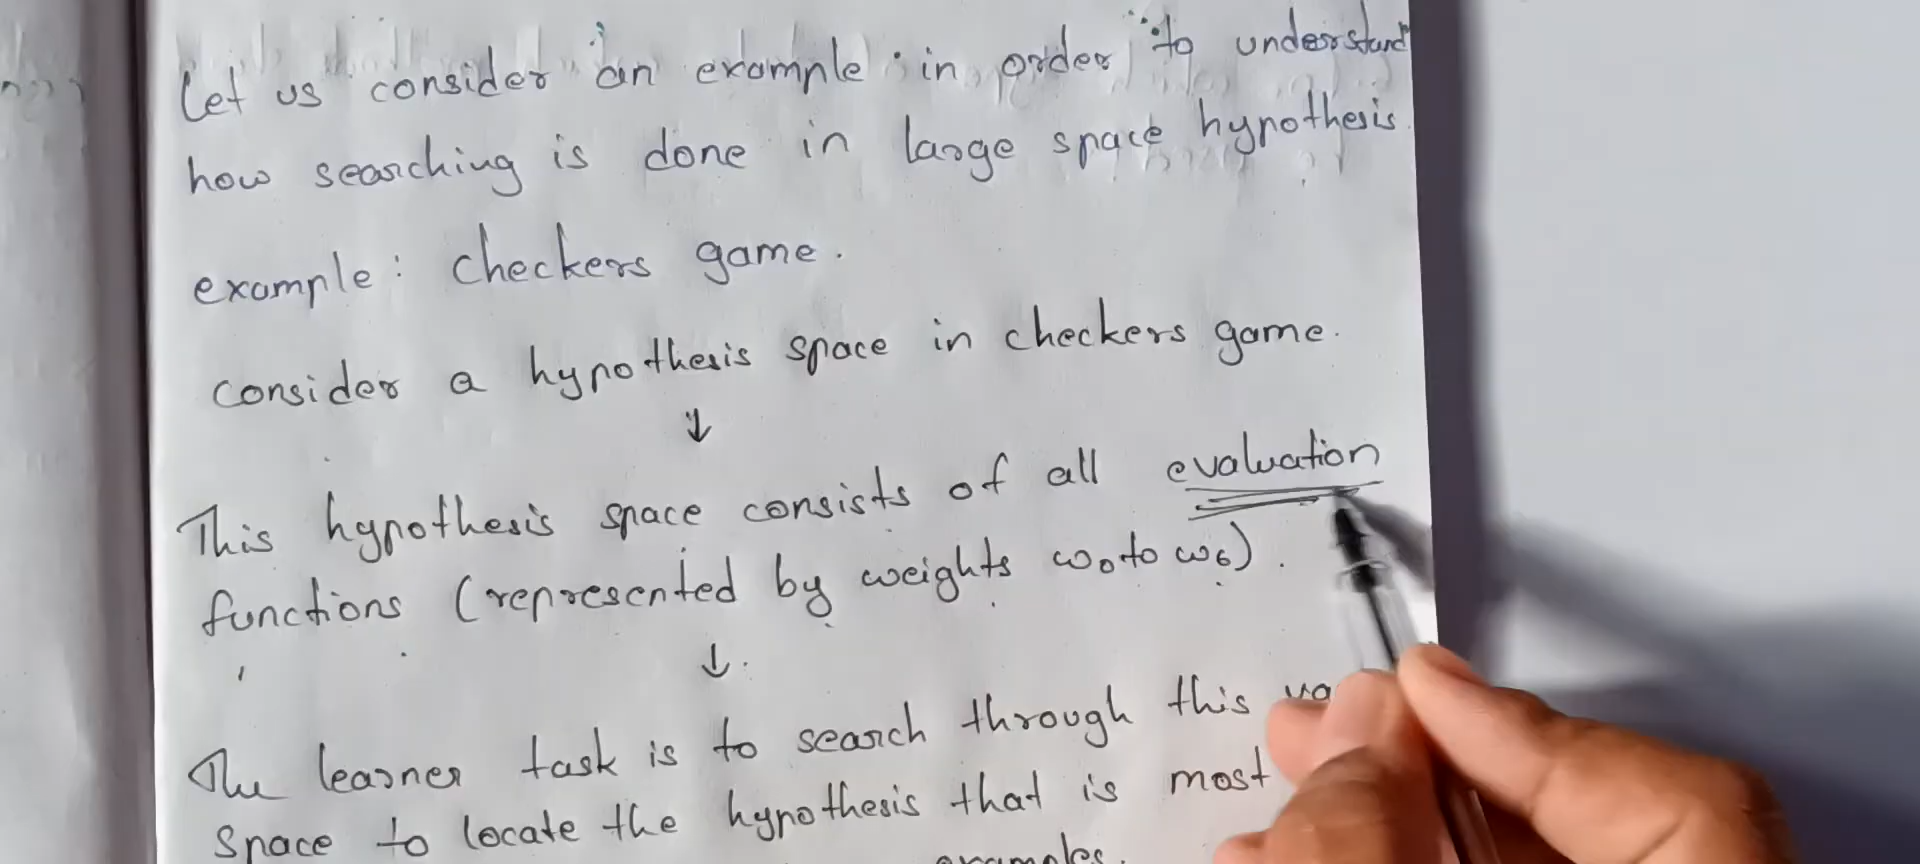 Let us consider an example in order to understand
how searching is done in large space hypothesis
example: checkers game.
consider a hypothesis space in checkers game.
↓
This hypothesis space consists of all evaluation
functions (represented by weights w0 to w6).
↓
The learner task is to search through this
space to locate the hypothesis that is most
examples.